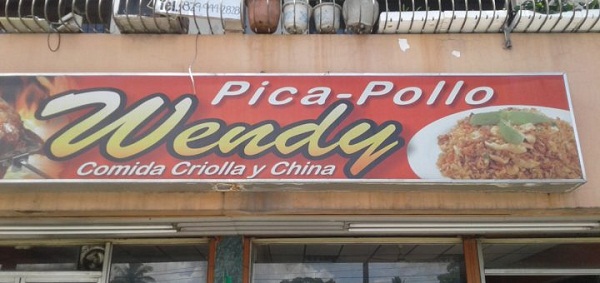 Pica-Pollo
Wendy
Comida Criolla y China